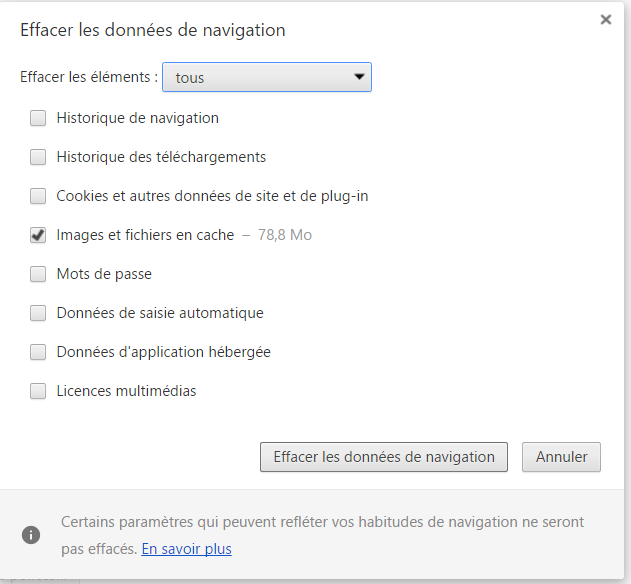 Effacer les données de navigation
Effacer les éléments : tous
Historique de navigation
Historique des téléchargements
Cookies et autres données de site et de plug-in
Images et fichiers en cache – 78,8 Mo
Mots de passe
Données de saisie automatique
Données d'application hébergée
Licences multimédias
Effacer les données de navigation Annuler
Certains paramètres qui peuvent refléter vos habitudes de navigation ne seront
pas effacés. En savoir plus